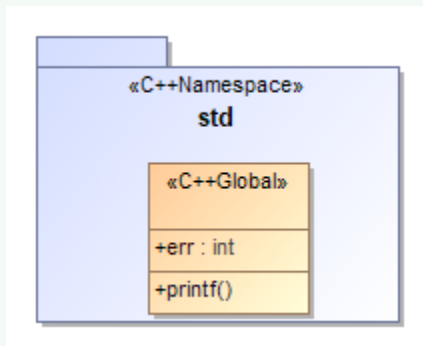 «C++Namespace»
std
«C++Global»
+err : int
+printf()